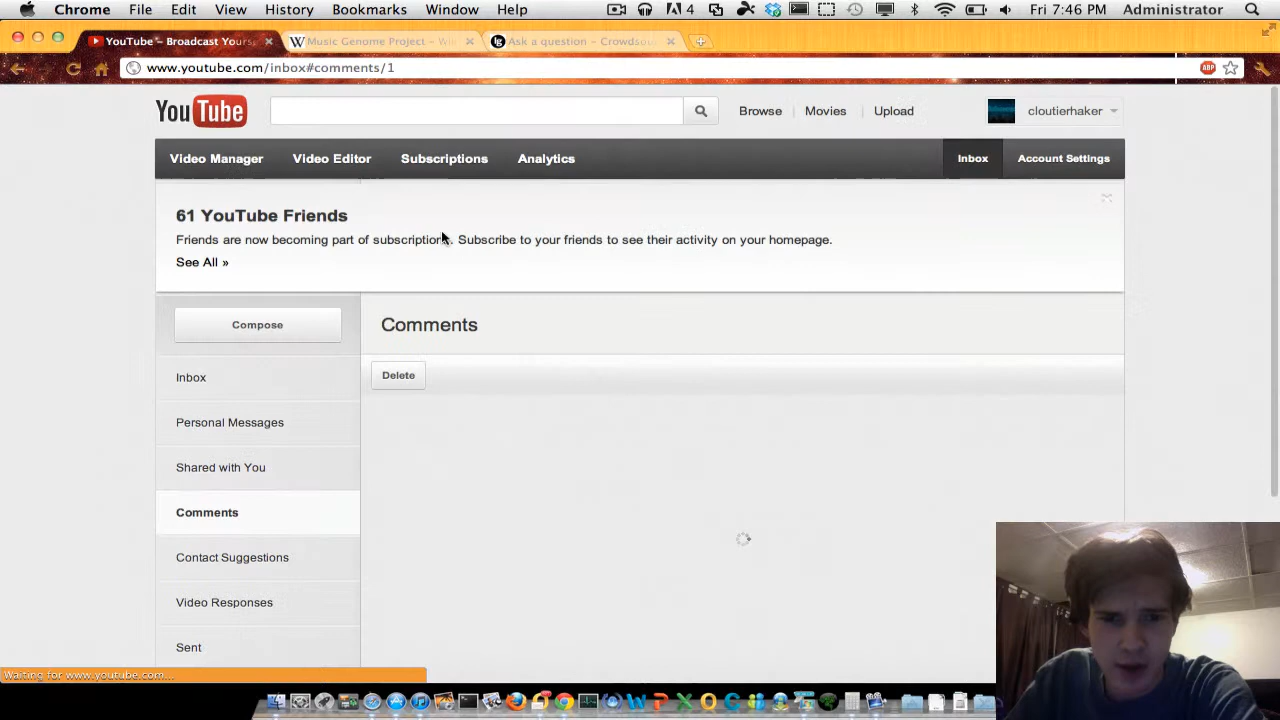 Chrome File Edit View History Bookmarks Window Help 4 Fri 7:46 PM Administrator
YouTube - Broadcast Yours
Music Genome Project – Wi
Ask a question – Crowdsou
www.youtube.com/inbox#comments/1
ABP
YouTube
Browse Movies Upload cloutierhaker
Video Manager Video Editor Subscriptions Analytics Inbox Account Settings
61 YouTube Friends
Friends are now becoming part of subscriptions. Subscribe to your friends to see their activity on your homepage.
See All »
Compose
Comments
Delete
Inbox
Personal Messages
Shared with You
Comments
Contact Suggestions
Video Responses
Sent
Waiting for www.youtube.com...